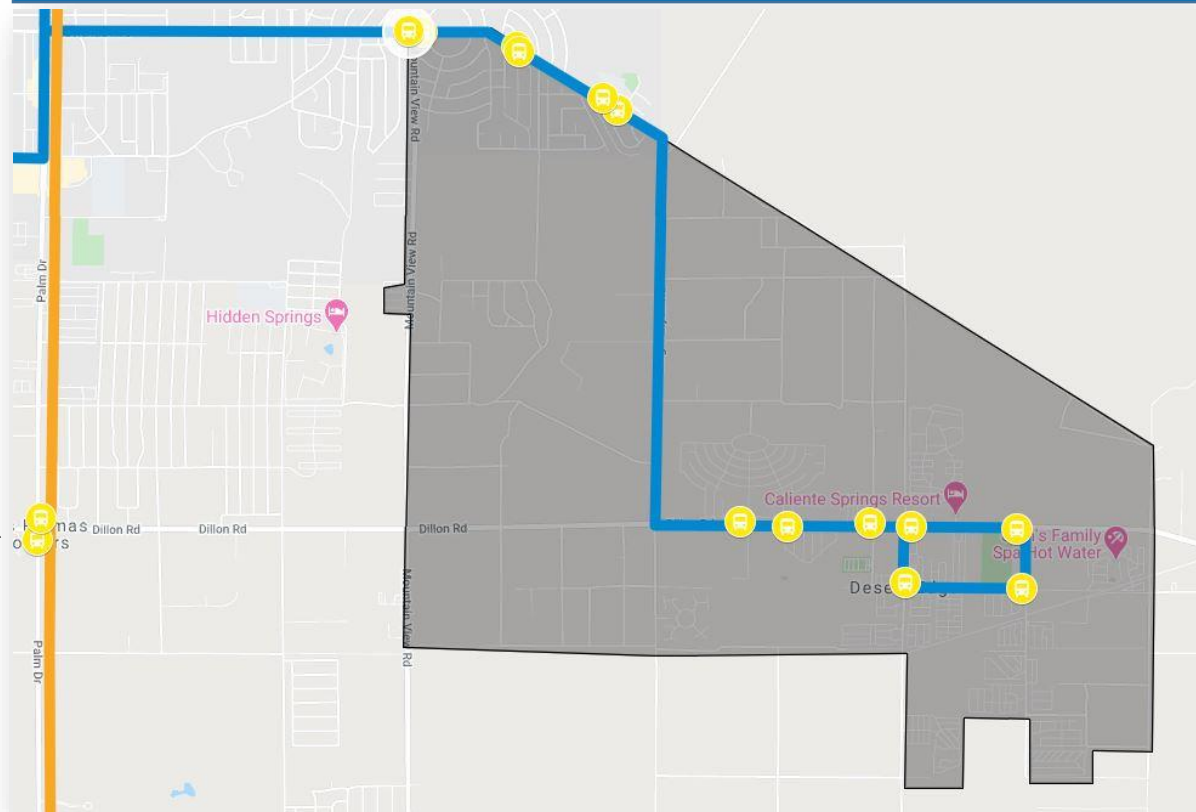 Mountain View Rd
Palm Dr
Mountain View Rd
Hidden Springs
Caliente Springs Resort
Dillon Rd
Dillon Rd
Dillon Rd
's Family
Spa Hot Water
Mountain View Rd
Palm Dr